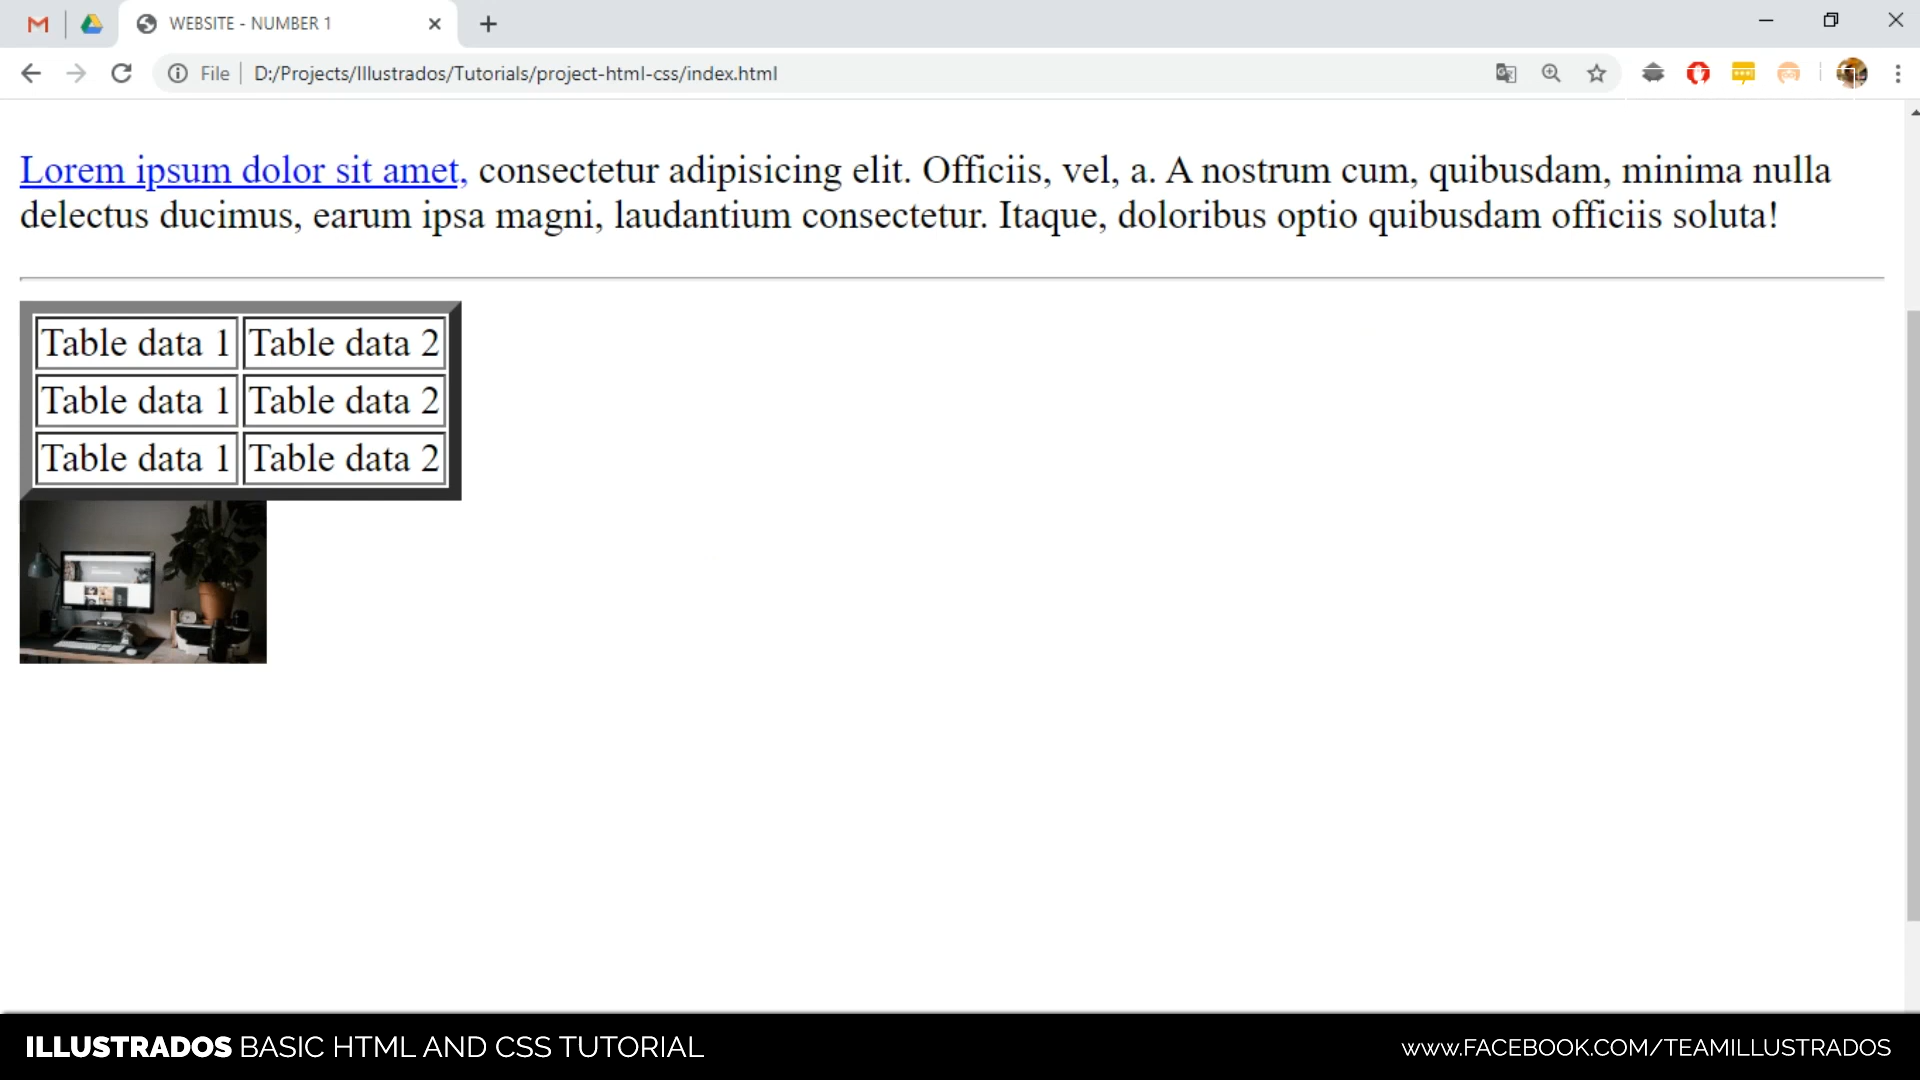 WEBSITE - NUMBER 1
File D:/Projects/Illustrados/Tutorials/project-html-css/index.html
Lorem ipsum dolor sit amet, consectetur adipisicing elit. Officiis, vel, a. A nostrum cum, quibusdam, minima nulla
delectus ducimus, earum ipsa magni, laudantium consectetur. Itaque, doloribus optio quibusdam officiis soluta!
Table data 1 Table data 2
Table data 1 Table data 2
Table data 1 Table data 2
ILLUSTRADOS BASIC HTML AND CSS TUTORIAL
WWW.FACEBOOK.COM/TEAMILLUSTRADOS